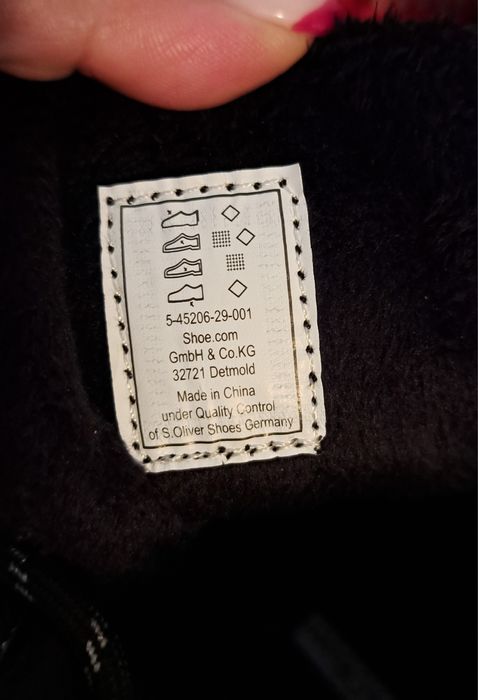 5-45206-29-001
Shoe.com
GmbH & Co.KG
32721 Detmold
Made in China
under Quality Control
of S.Oliver Shoes Germany